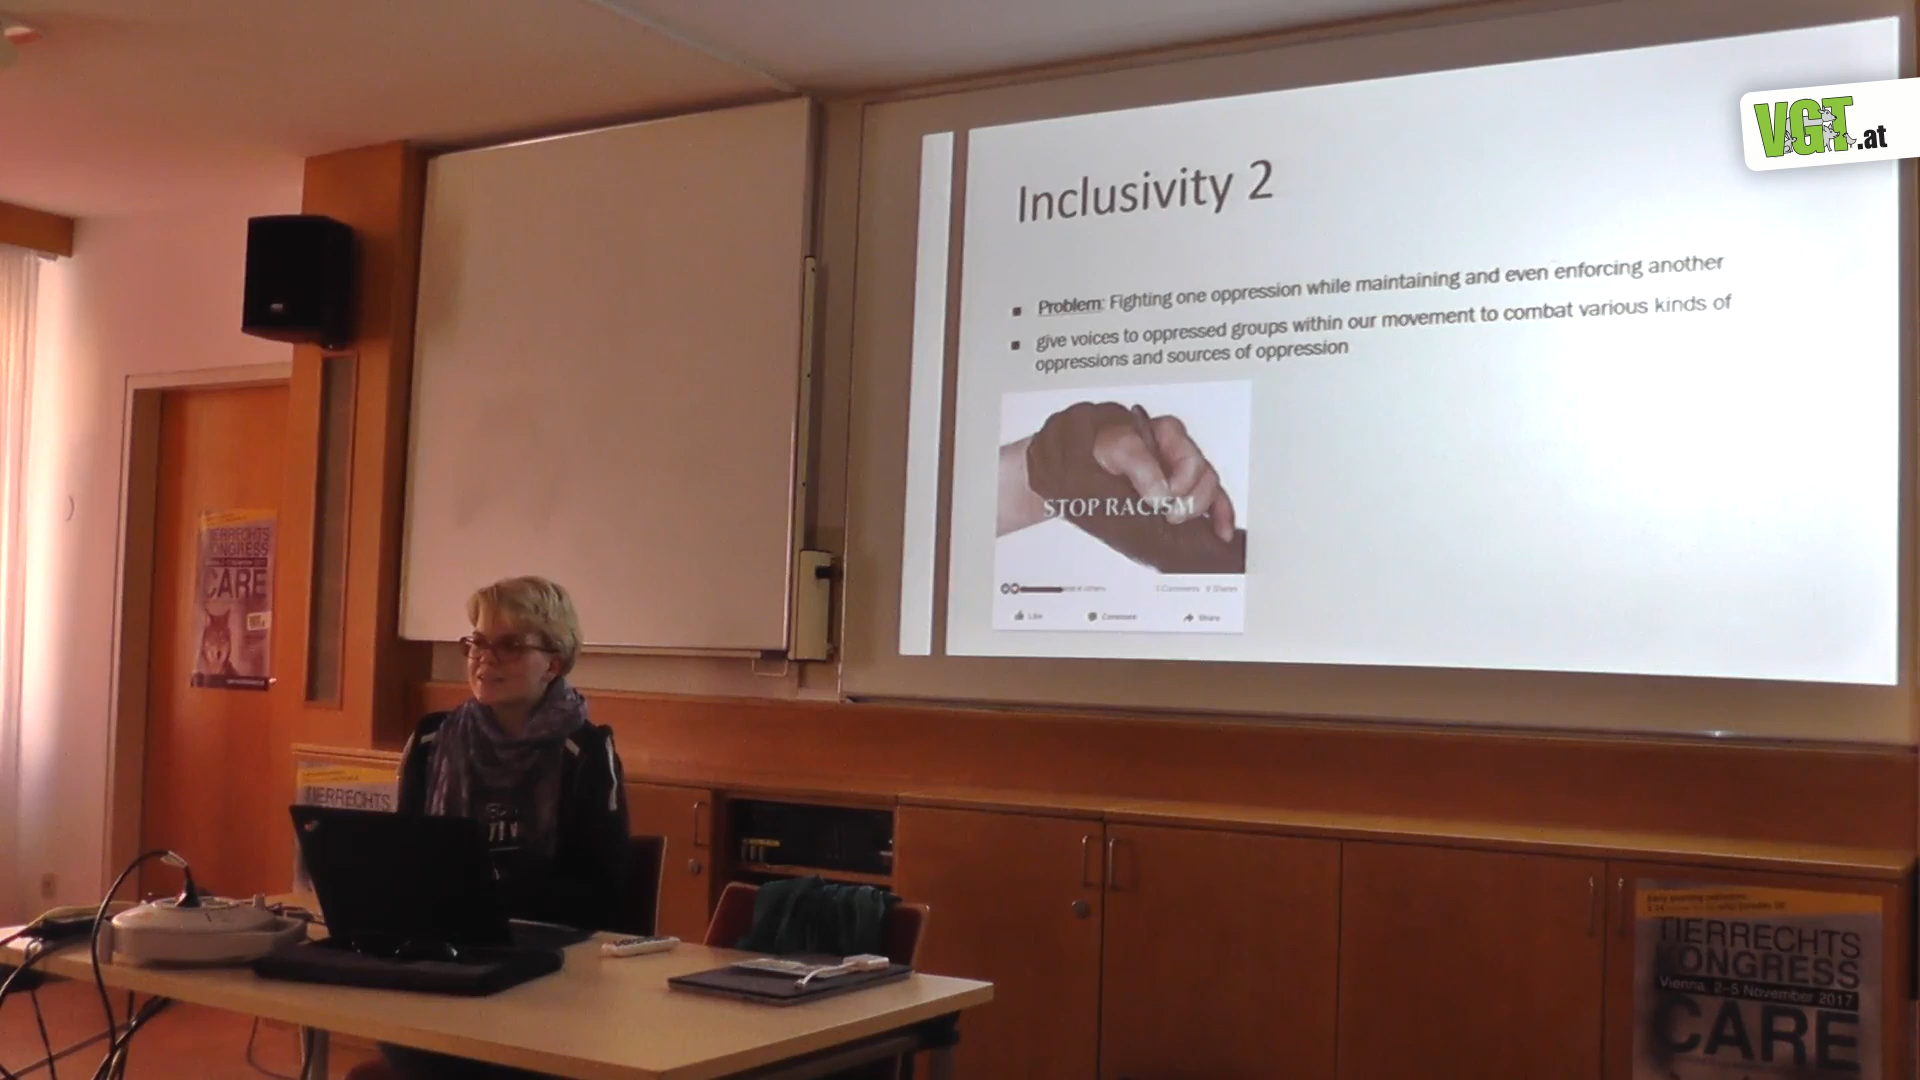 VGT.at
Inclusivity 2
Problem: Fighting one oppression while maintaining and even enforcing another
give voices to oppressed groups within our movement to combat various kinds of
oppressions and sources of oppression
STOP RACISM
Like
Comment
Share
TIERRECHTS
KONGRESS
CARE
TIERRECHTS
TIERRECHTS
KONGRESS
Vienna, 2–5 November 2017
CARE